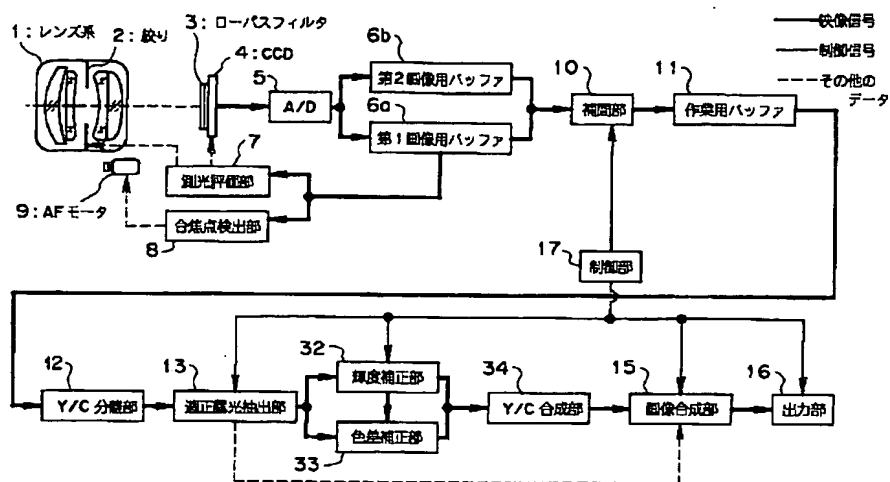 1：レンズ系
2：絞り
3：ローパスフィルタ
4：CCD
5
A/D
6b
第2画像用バッファ
6a
第1画像用バッファ
10
補間部
11
作業用バッファ
映像信号
制御信号
その他の
データ
7
測光評価部
9：AFモータ
合焦点検出部
8
17
制御部
12
Y/C 分離部
13
適正露光抽出部
32
輝度補正部
色差補正部
33
34
Y/C 合成部
15
画像合成部
16
出力部